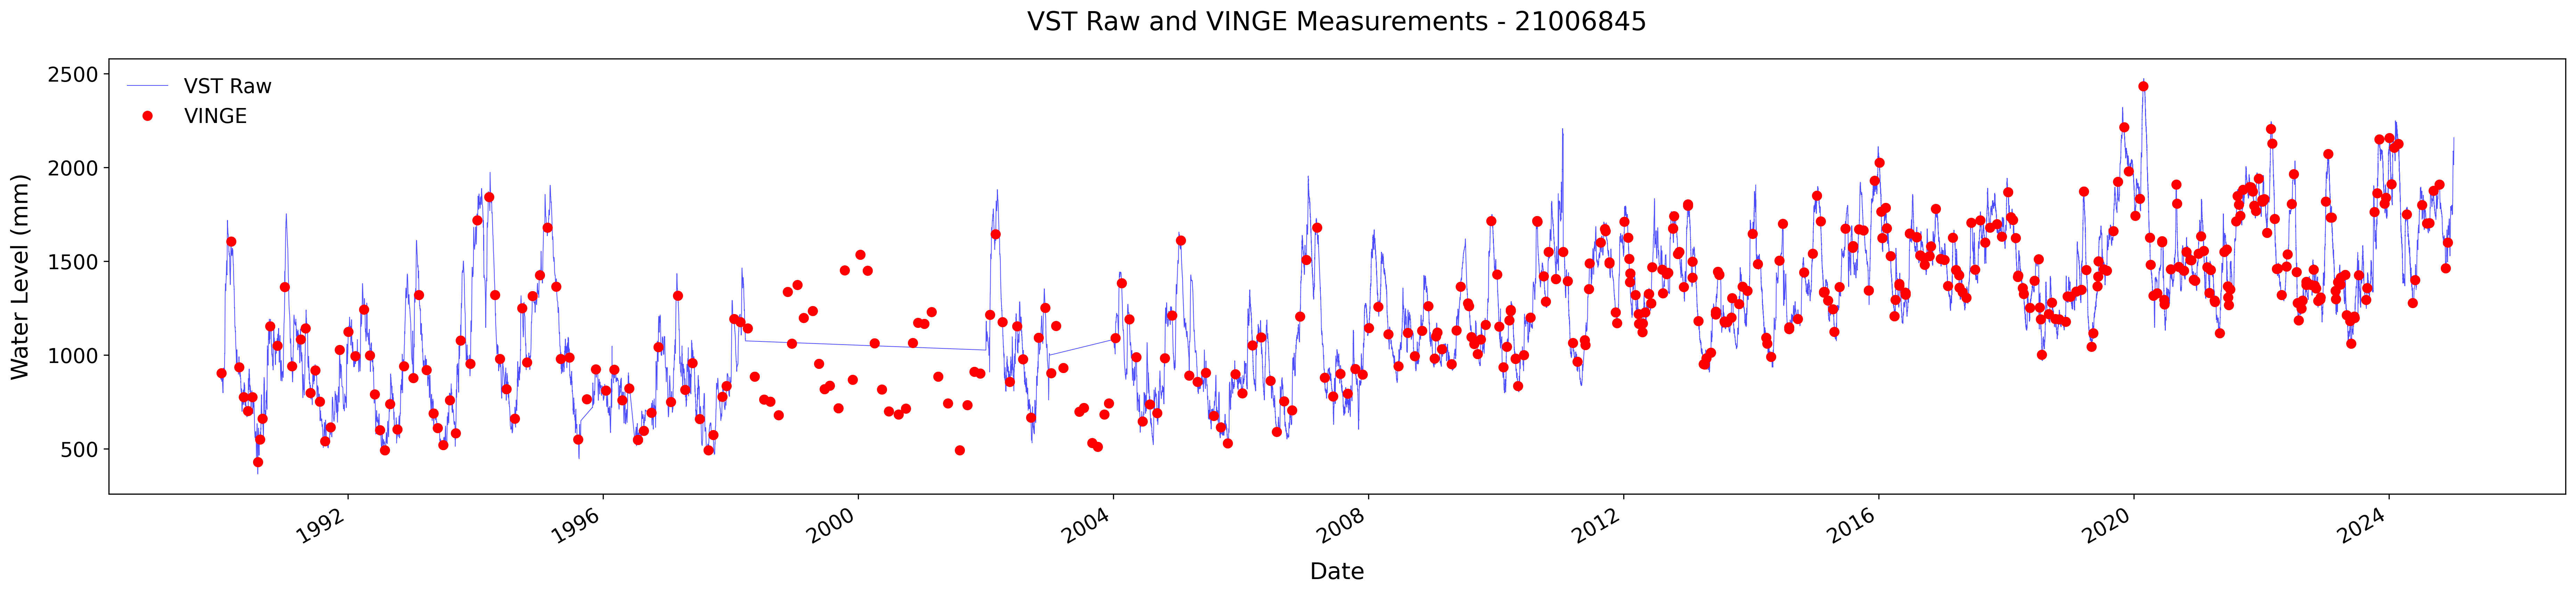 VST Raw and VINGE Measurements - 21006845
VST Raw
VINGE
Water Level (mm)
2500
2000
1500
1000
500
1992
1996
2000
2004
2008
2012
2016
2020
2024
Date